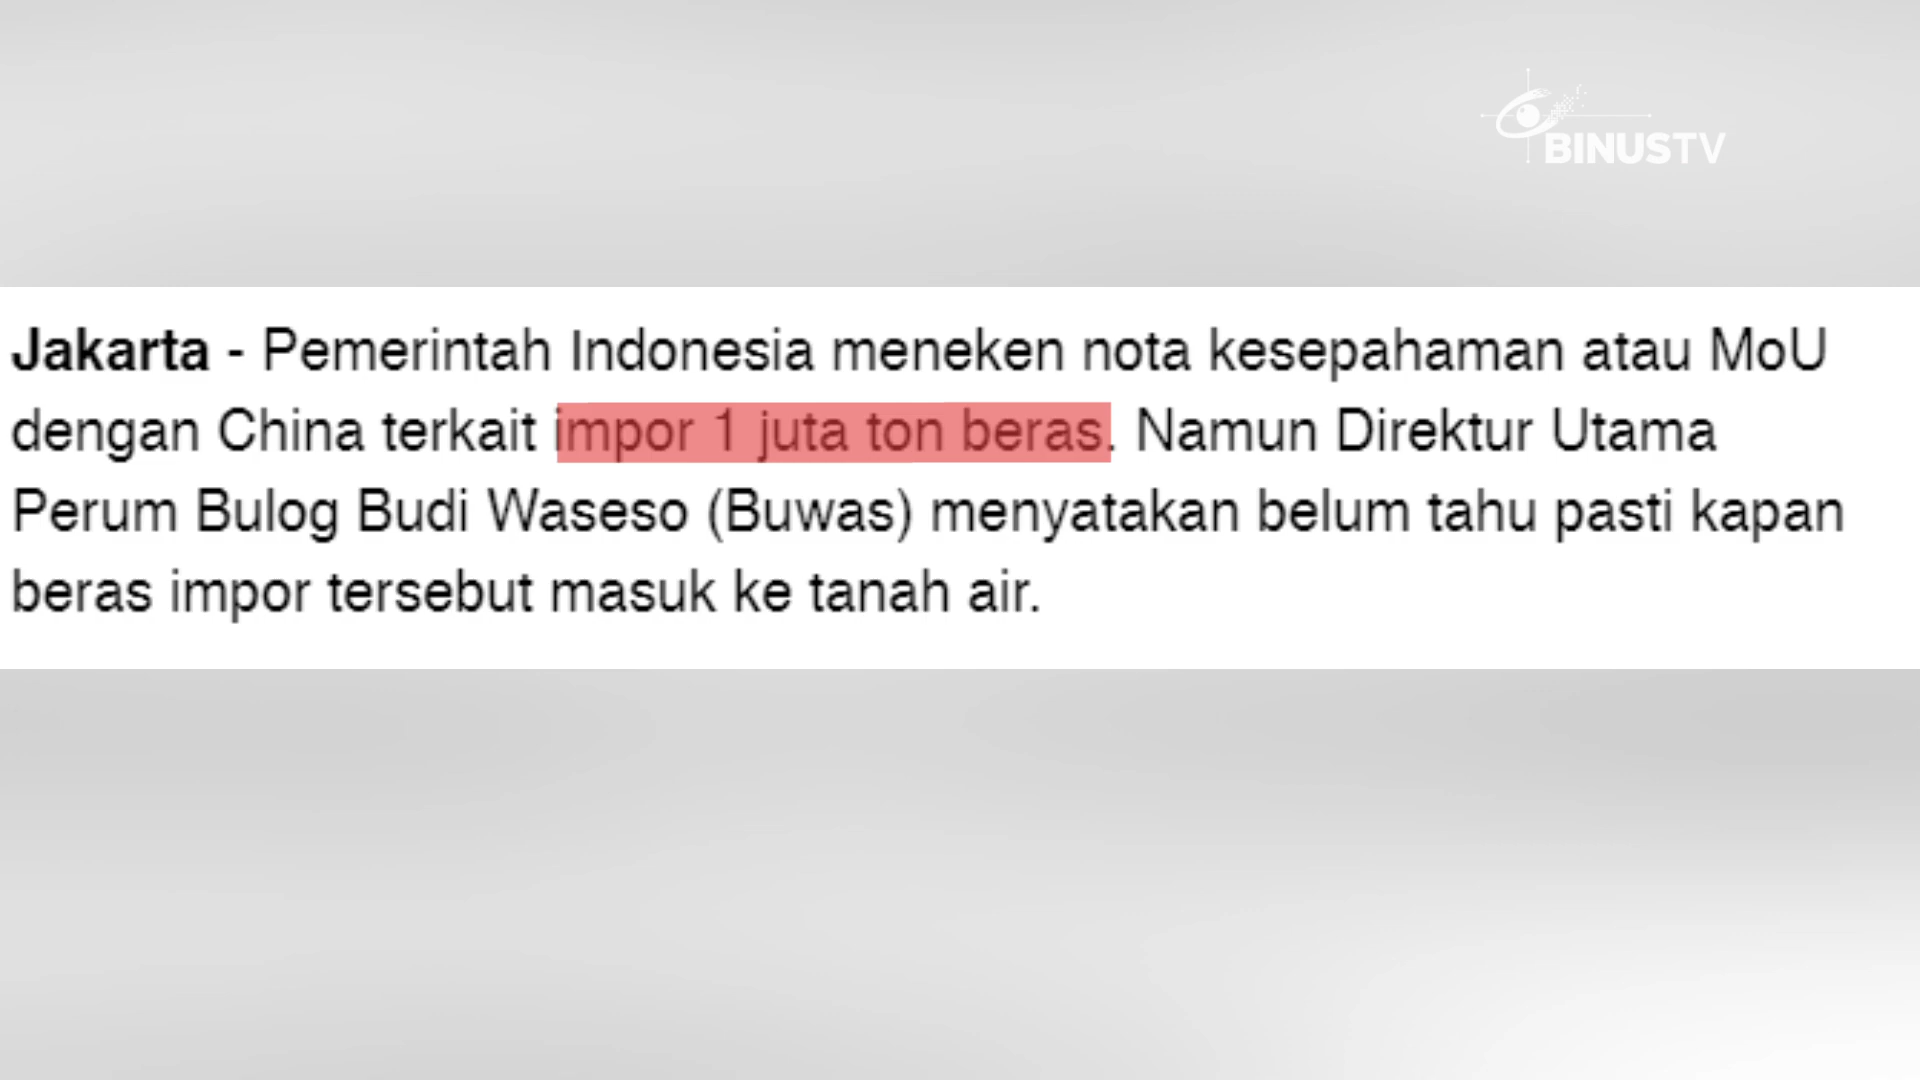 BINUSTV
Jakarta - Pemerintah Indonesia meneken nota kesepahaman atau MoU
dengan China terkait impor 1 juta ton beras. Namun Direktur Utama
Perum Bulog Budi Waseso (Buwas) menyatakan belum tahu pasti kapan
beras impor tersebut masuk ke tanah air.